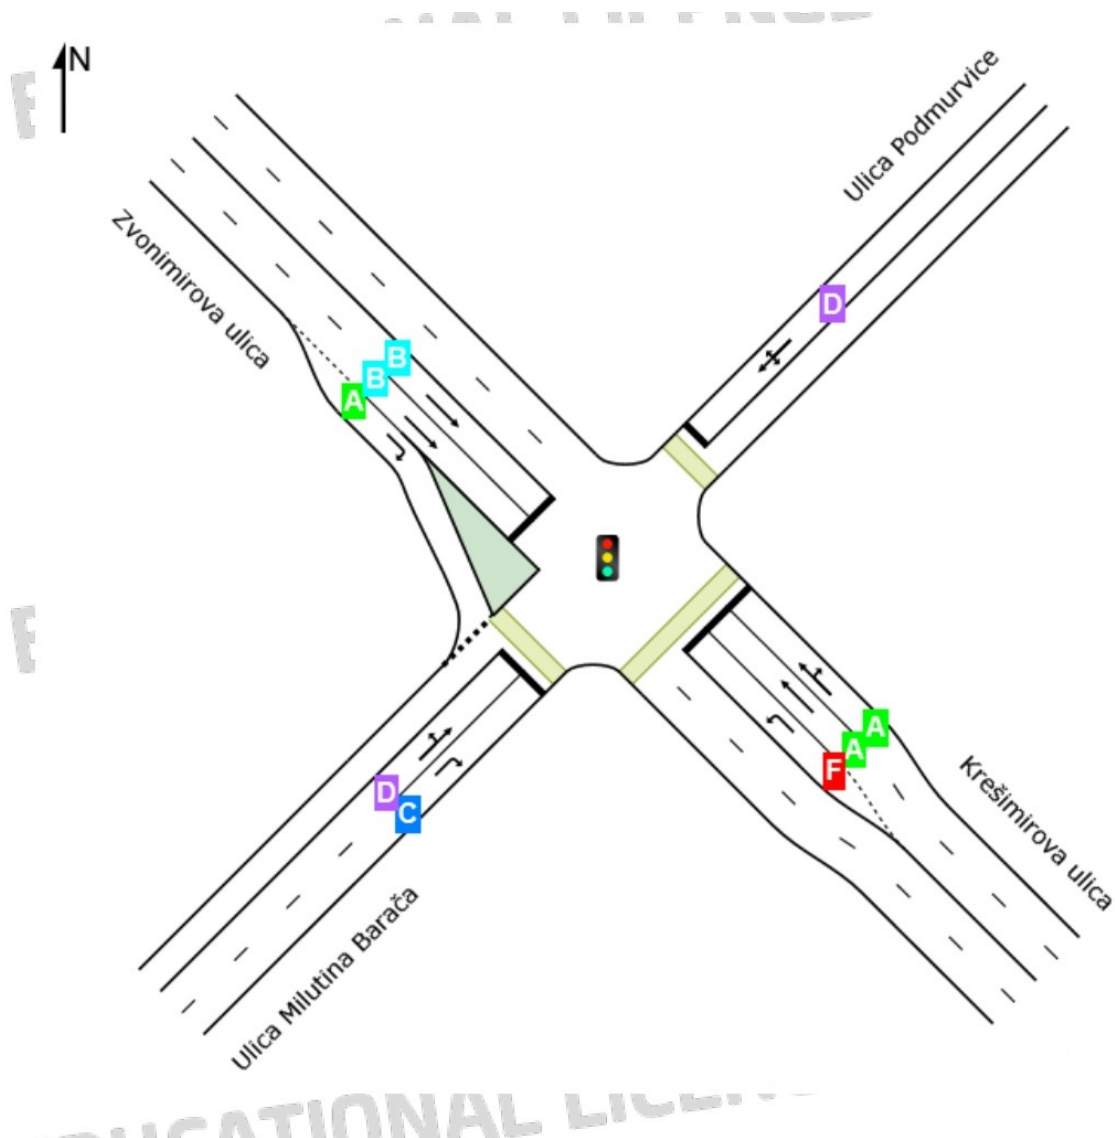 N
Ulica Podmurvice
Zvonimirova ulica
D
B
B
A
A
A
F
D
C
Krešimirova ulica
Ulica Milutina Barača